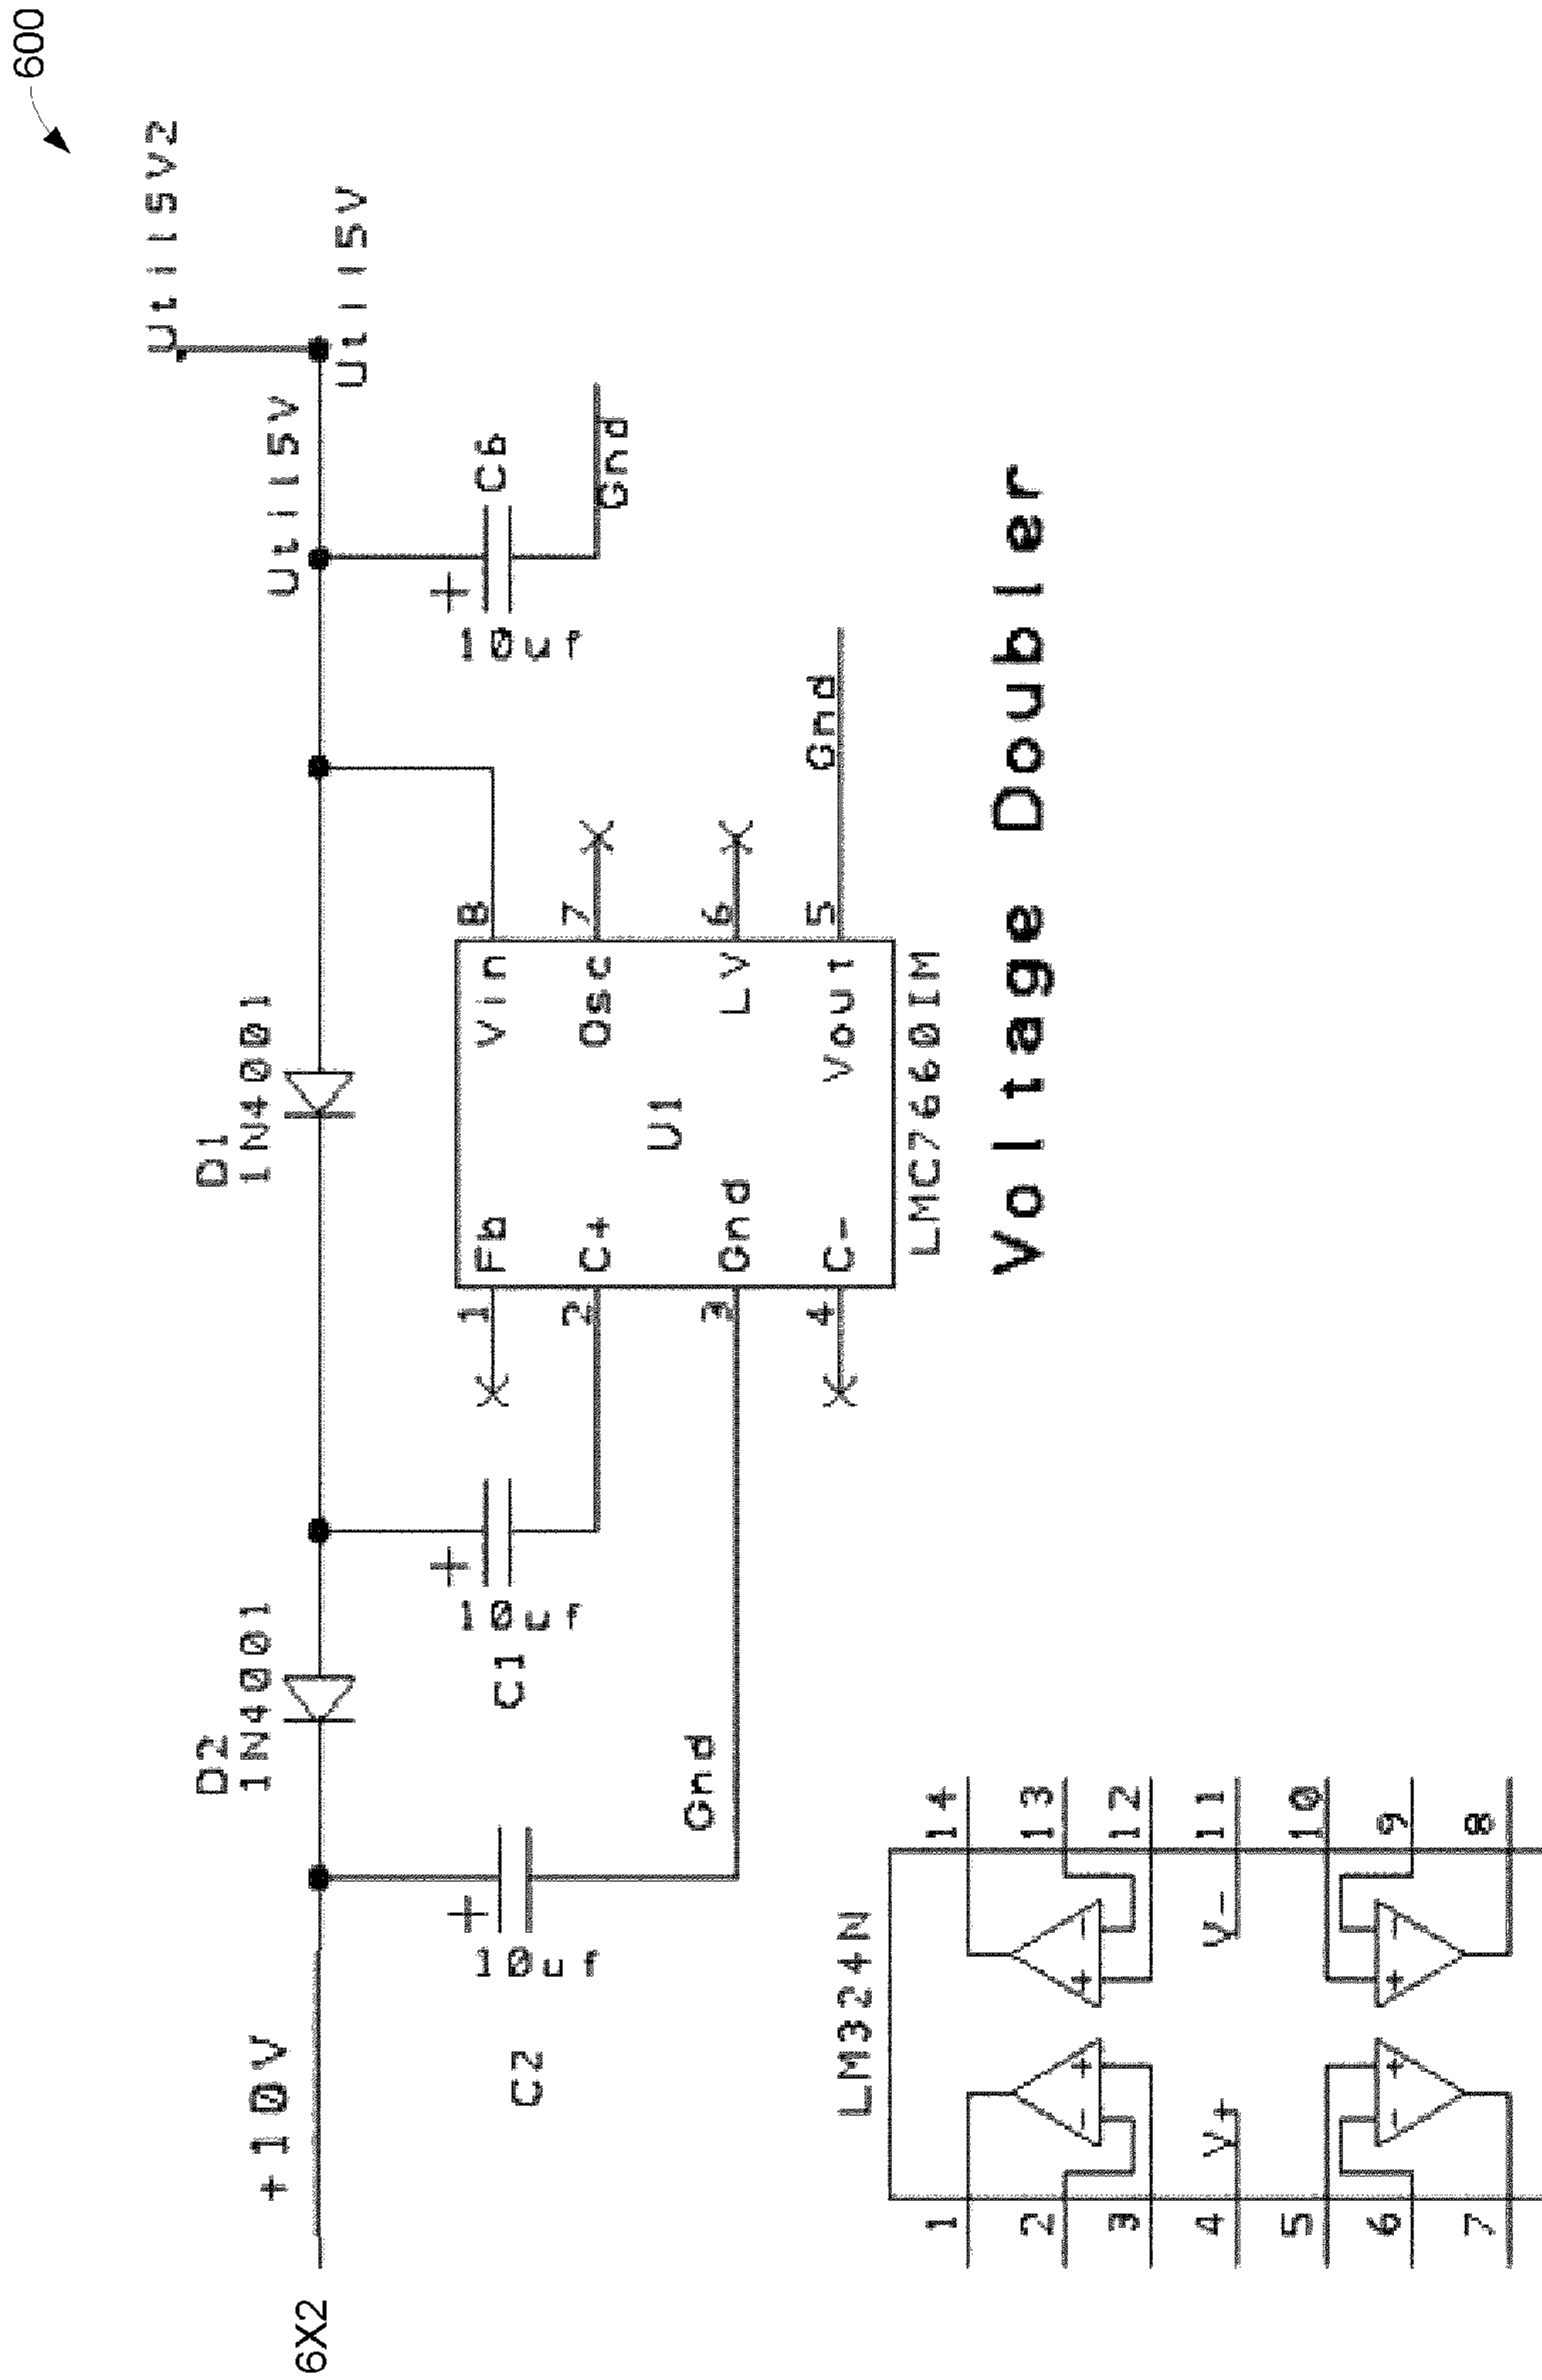 600
Util5V2
Util5V
Util5V
D2
1N4001
D1
1N4001
+10V
6X2
+
10uf
C2
+
10uf
C1
+
10uf
C6
Gnd
Gnd
Gnd
1
2
3
4
Fb
C+
Gnd
C-
U1
Vin
Osc
LV
Vout
8
7
6
5
LMC7660IM
Voltage Doubler
LM324N
1
2
3
4
5
6
7
14
13
12
11
10
9
8
- +
+ -
V+
V-
- +
+ -